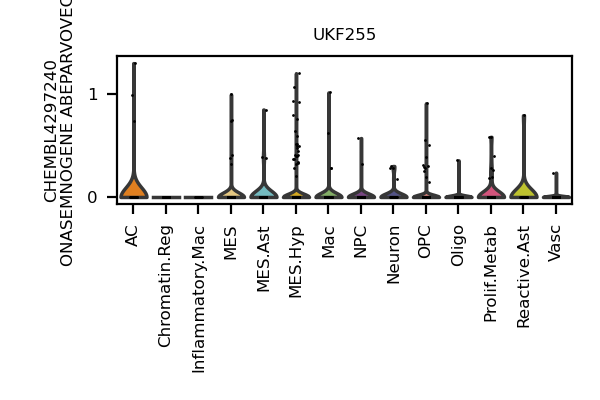 UKF255
CHEMBL4297240
ONASEMNOGENE ABEPARVOVEC
1
0
AC
Chromatin.Reg
Inflammatory.Mac
MES
MES.Ast
MES.Hyp
Mac
NPC
Neuron
OPC
Oligo
Prolif.Metab
Reactive.Ast
Vasc